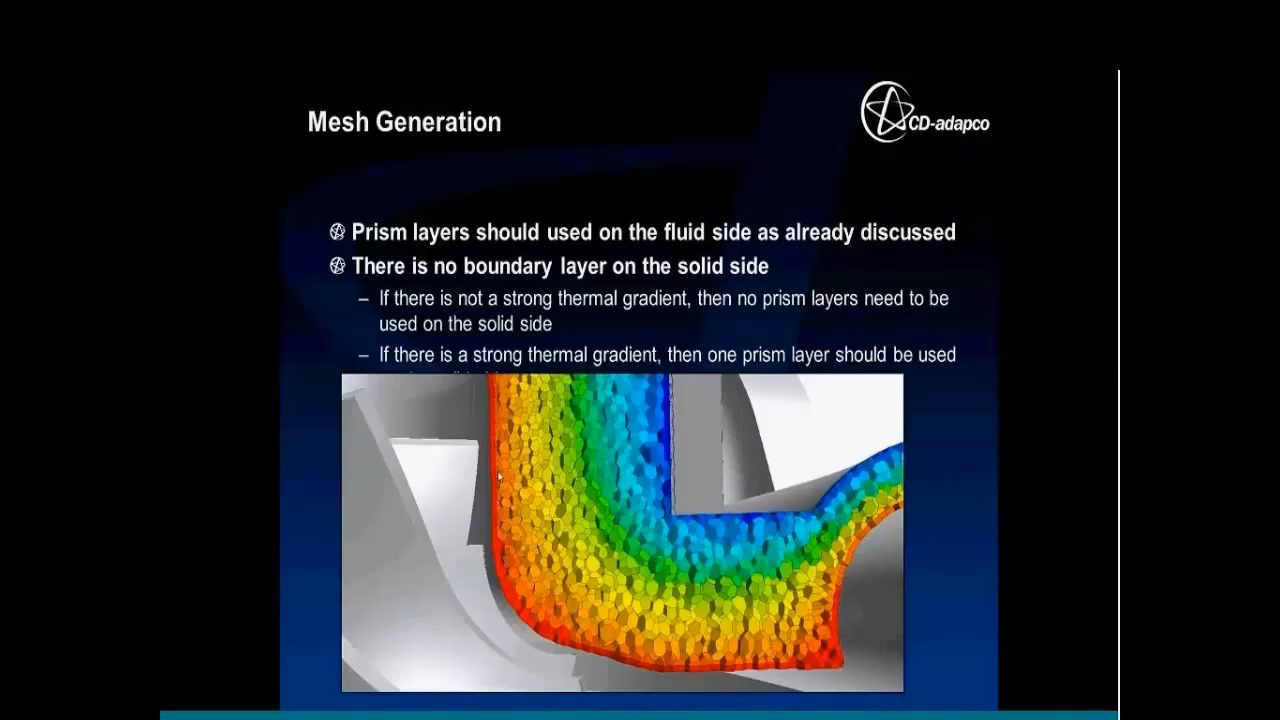 Mesh Generation
CD-adapco
Prism layers should used on the fluid side as already discussed
There is no boundary layer on the solid side
– If there is not a strong thermal gradient, then no prism layers need to be
used on the solid side
– If there is a strong thermal gradient, then one prism layer should be used